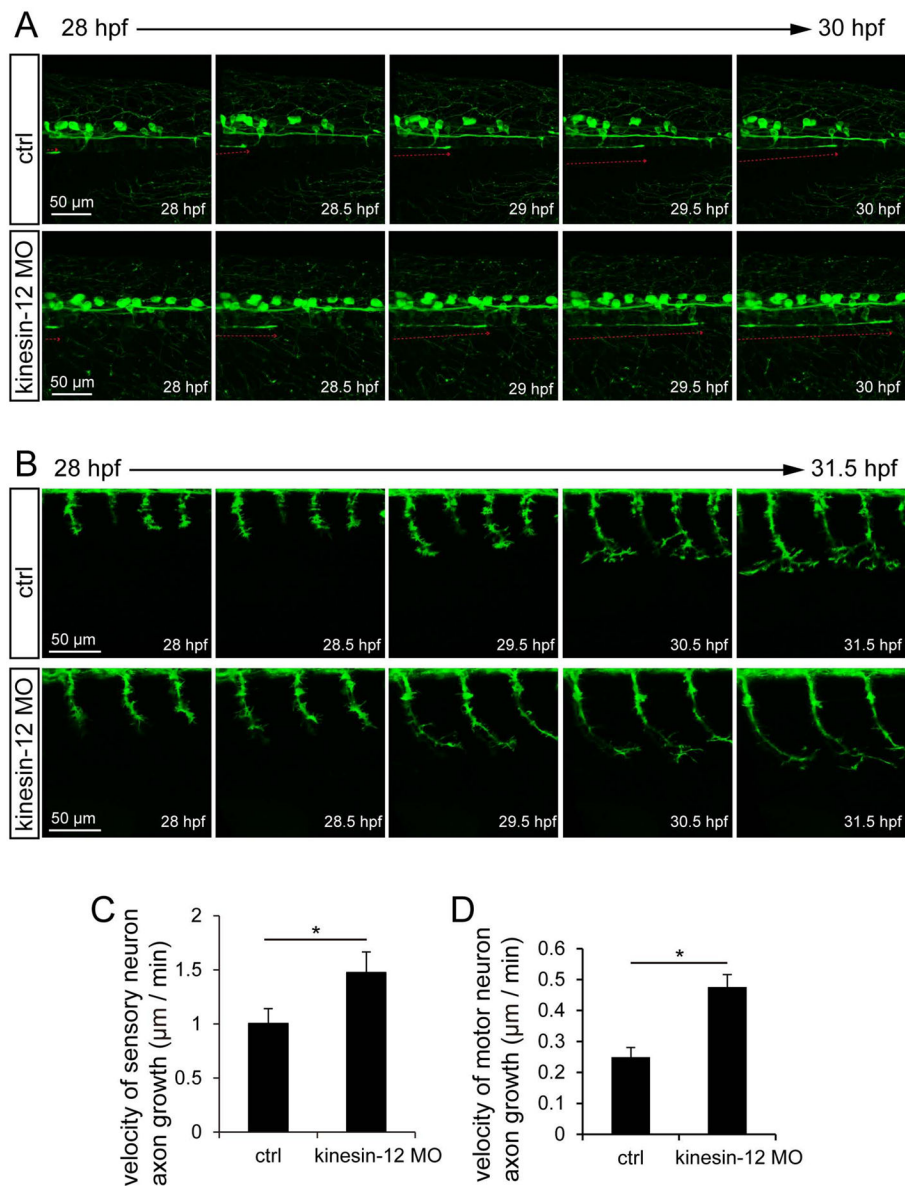 A
28 hpf
30 hpf
ctrl
50 µm
28 hpf
28.5 hpf
29 hpf
29.5 hpf
30 hpf
kinesin-12 MO
50 µm
28 hpf
28.5 hpf
29 hpf
29.5 hpf
30 hpf
B
28 hpf
31.5 hpf
ctrl
50 µm
28 hpf
28.5 hpf
29.5 hpf
30.5 hpf
31.5 hpf
kinesin-12 MO
50 µm
28 hpf
28.5 hpf
29.5 hpf
30.5 hpf
31.5 hpf
C
velocity of sensory neuron
axon growth (µm / min)
2
1.5
1
0.5
0
*
ctrl
kinesin-12 MO
D
velocity of motor neuron
axon growth (µm / min)
0.6
0.5
0.4
0.3
0.2
0.1
0
*
ctrl
kinesin-12 MO